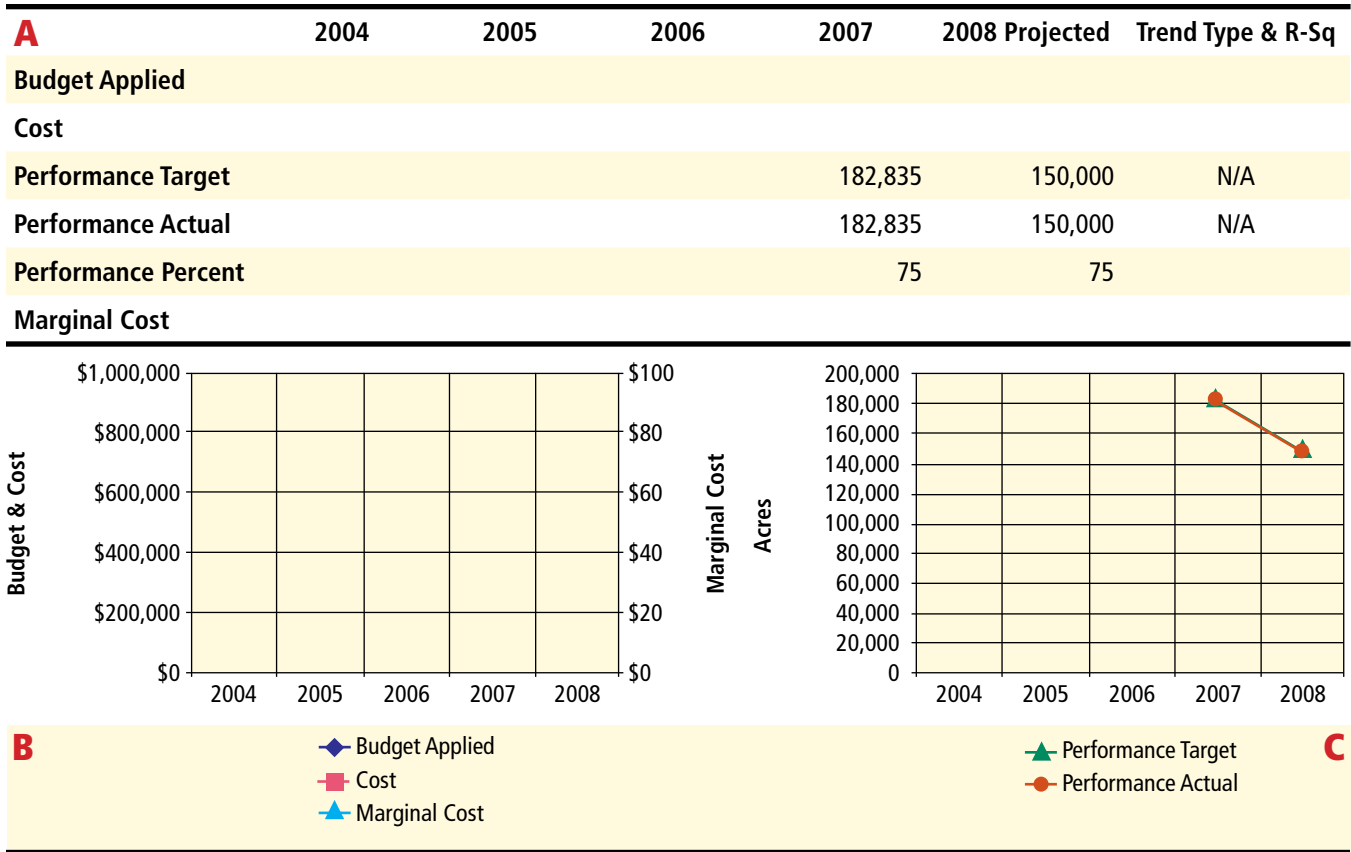 A 2004 2005 2006 2007 2008 Projected Trend Type & R-Sq
Budget Applied
Cost
Performance Target 182,835 150,000 N/A
Performance Actual 182,835 150,000 N/A
Performance Percent 75 75
Marginal Cost
Budget & Cost
$1,000,000
$800,000
$600,000
$400,000
$200,000
$0
2004 2005 2006 2007 2008
$100
$80
$60
$40
$20
$0
Marginal Cost
B
Budget Applied
Cost
Marginal Cost
Acres
200,000
180,000
160,000
140,000
120,000
100,000
80,000
60,000
40,000
20,000
0
2004 2005 2006 2007 2008
Performance Target
Performance Actual
C